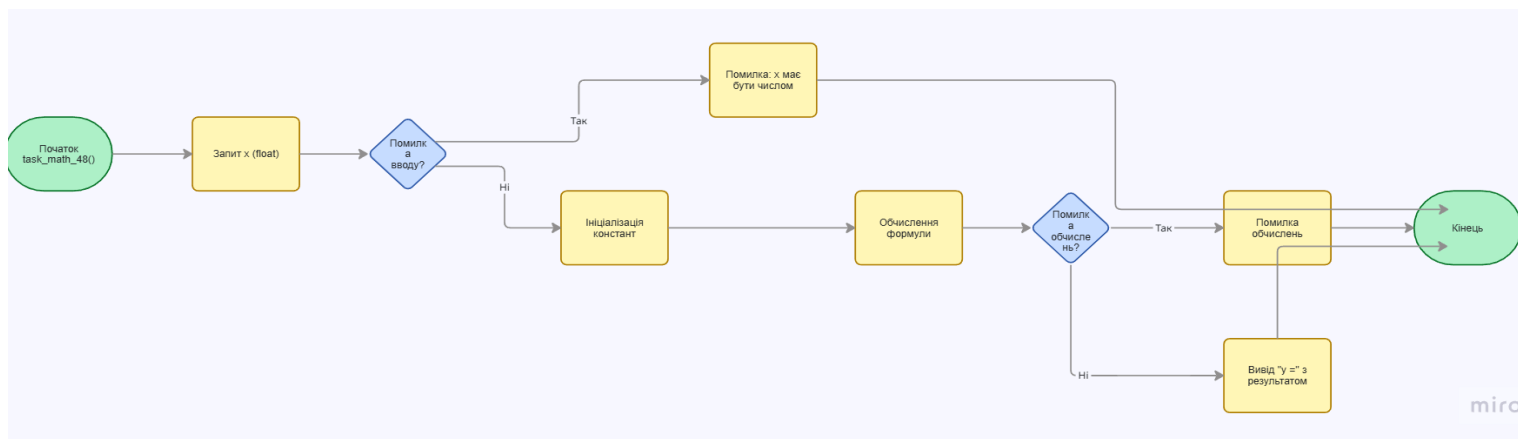 Початок
task_math_48()
Запит x (float)
Помилк
а
вводу?
Так
Помилка: x має
бути числом
Ні
Ініціалізація
констант
Обчислення
формули
Помилк
а
обчисле
нь?
Так
Помилка
обчислень
Кінець
Ні
Вивід "y =" з
результатом
miro